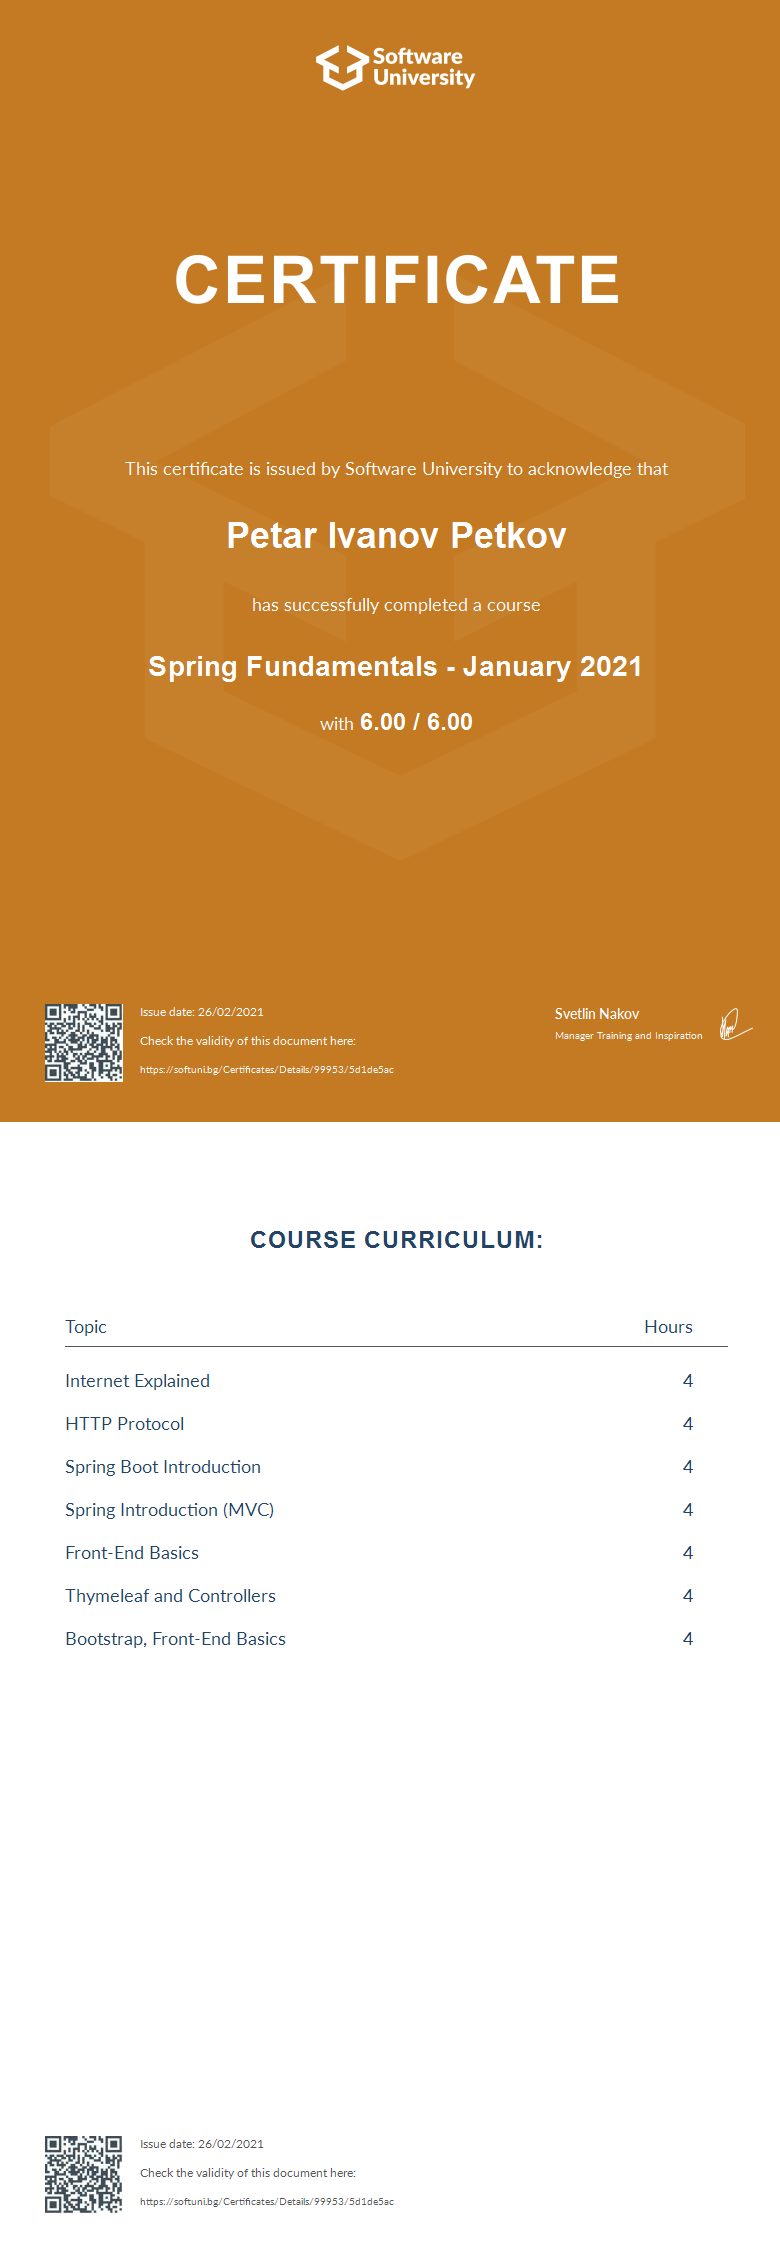 Software
University
CERTIFICATE
This certificate is issued by Software University to acknowledge that
Petar Ivanov Petkov
has successfully completed a course
Spring Fundamentals - January 2021
with 6.00 / 6.00
Issue date: 26/02/2021
Check the validity of this document here:
https://softuni.bg/Certificates/Details/99953/5d1de5ac
Svetlin Nakov
Manager Training and Inspiration
COURSE CURRICULUM:
Topic Hours
Internet Explained 4
HTTP Protocol 4
Spring Boot Introduction 4
Spring Introduction (MVC) 4
Front-End Basics 4
Thymeleaf and Controllers 4
Bootstrap, Front-End Basics 4
Issue date: 26/02/2021
Check the validity of this document here:
https://softuni.bg/Certificates/Details/99953/5d1de5ac